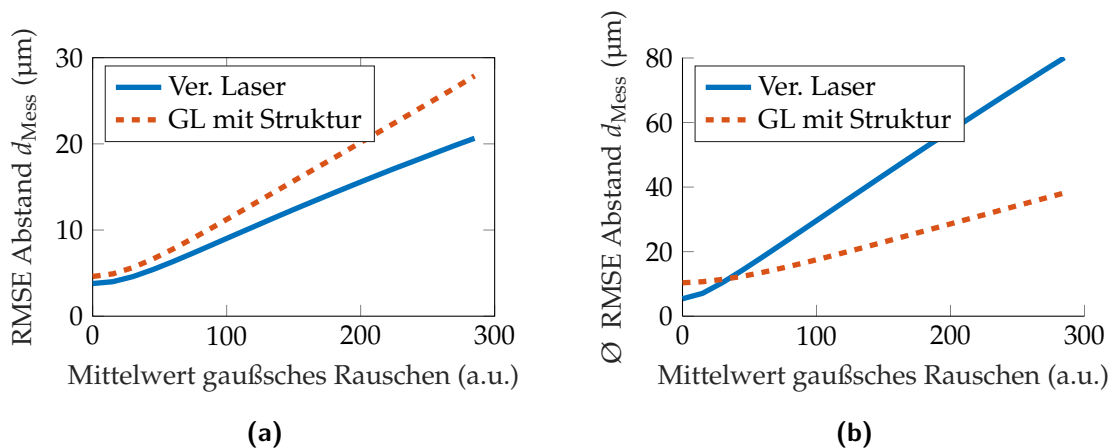 RMSE Abstand dMess (µm)
30
20
10
0
0
100
200
300
Ver. Laser
GL mit Struktur
Mittelwert gaußsches Rauschen (a.u.)
(a)
Ø RMSE Abstand dMess (µm)
80
60
40
20
0
0
100
200
300
Ver. Laser
GL mit Struktur
Mittelwert gaußsches Rauschen (a.u.)
(b)